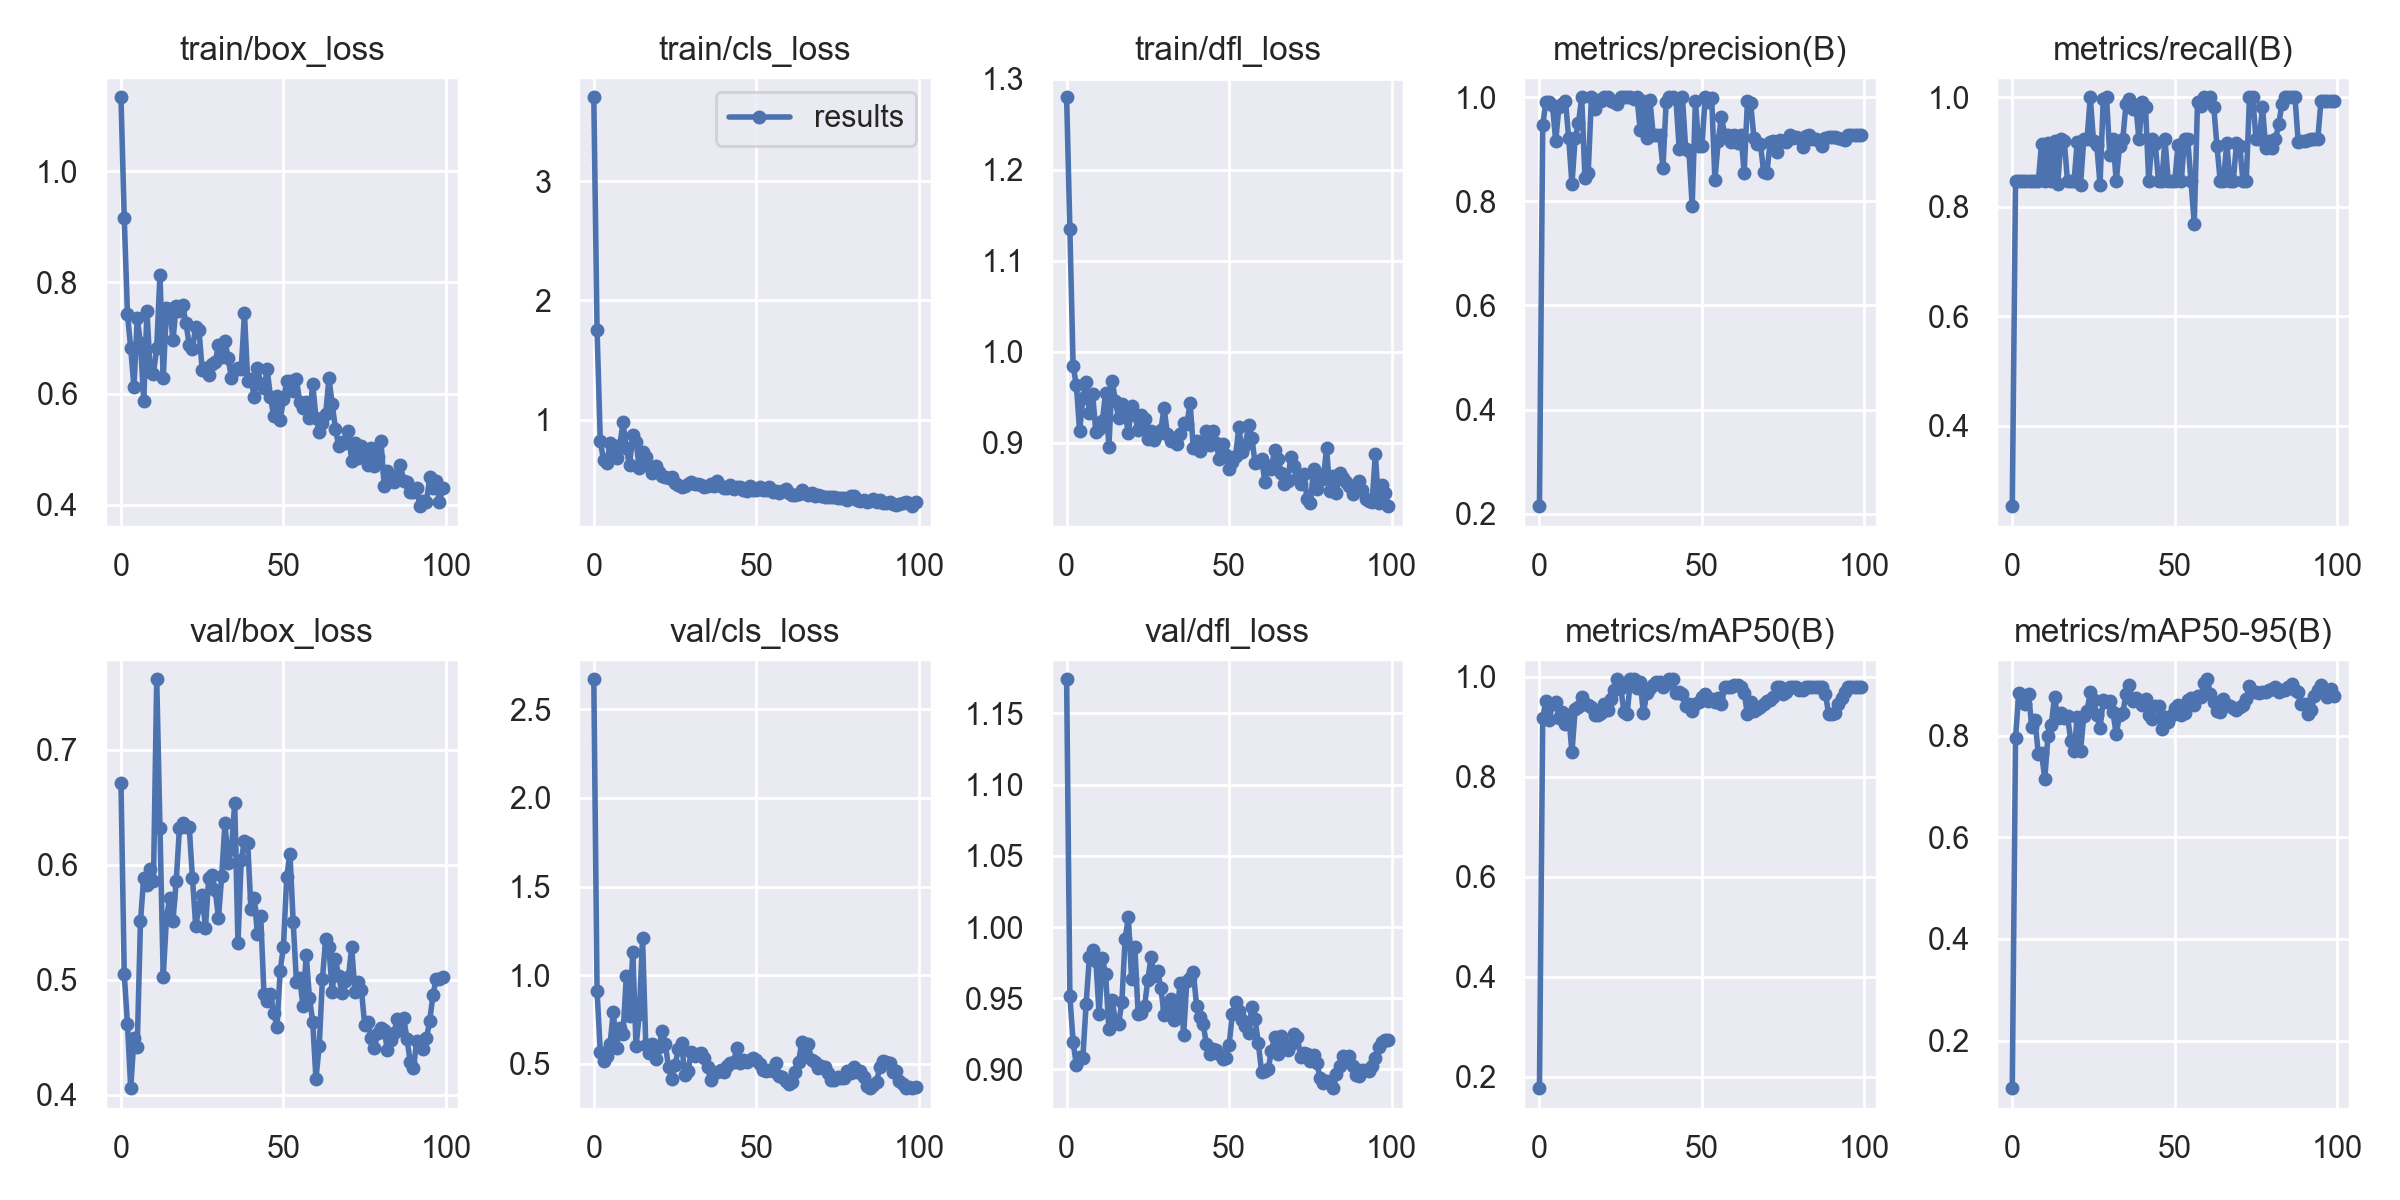 train/box_loss
1.0
0.8
0.6
0.4
0 50 100
train/cls_loss
results
3
2
1
0 50 100
train/dfl_loss
1.3
1.2
1.1
1.0
0.9
0 50 100
metrics/precision(B)
1.0
0.8
0.6
0.4
0.2
0 50 100
metrics/recall(B)
1.0
0.8
0.6
0.4
0 50 100
val/box_loss
0.7
0.6
0.5
0.4
0 50 100
val/cls_loss
2.5
2.0
1.5
1.0
0.5
0 50 100
val/dfl_loss
1.15
1.10
1.05
1.00
0.95
0.90
0 50 100
metrics/mAP50(B)
1.0
0.8
0.6
0.4
0.2
0 50 100
metrics/mAP50-95(B)
0.8
0.6
0.4
0.2
0 50 100